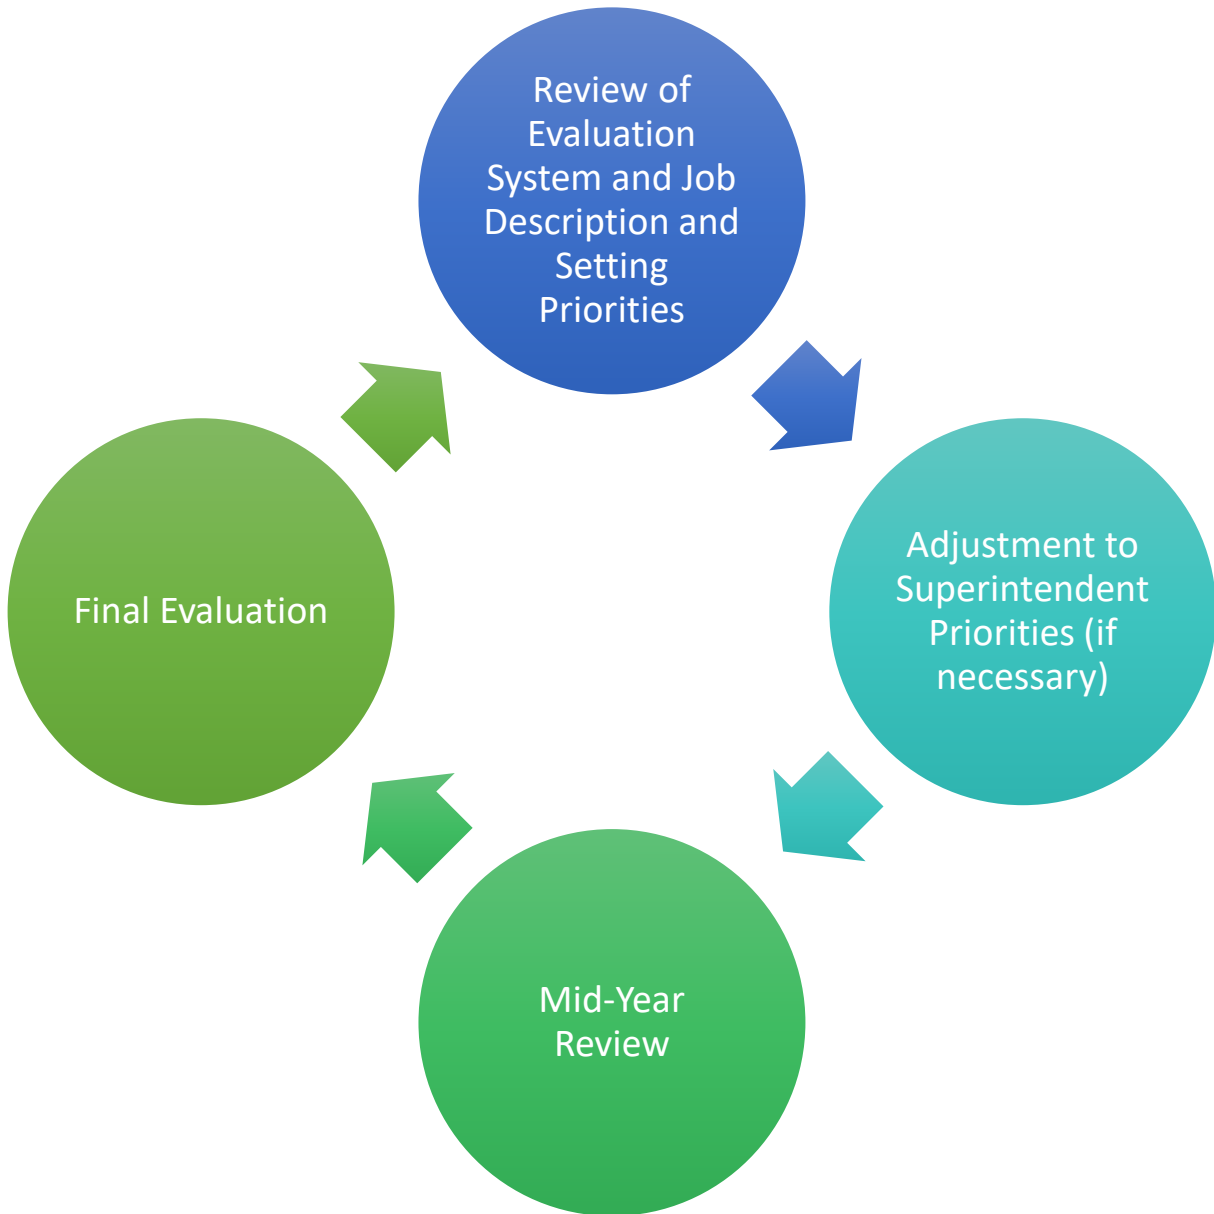 Review of
Evaluation
System and Job
Description and
Setting
Priorities
Adjustment to
Superintendent
Priorities (if
necessary)
Mid-Year
Review
Final Evaluation